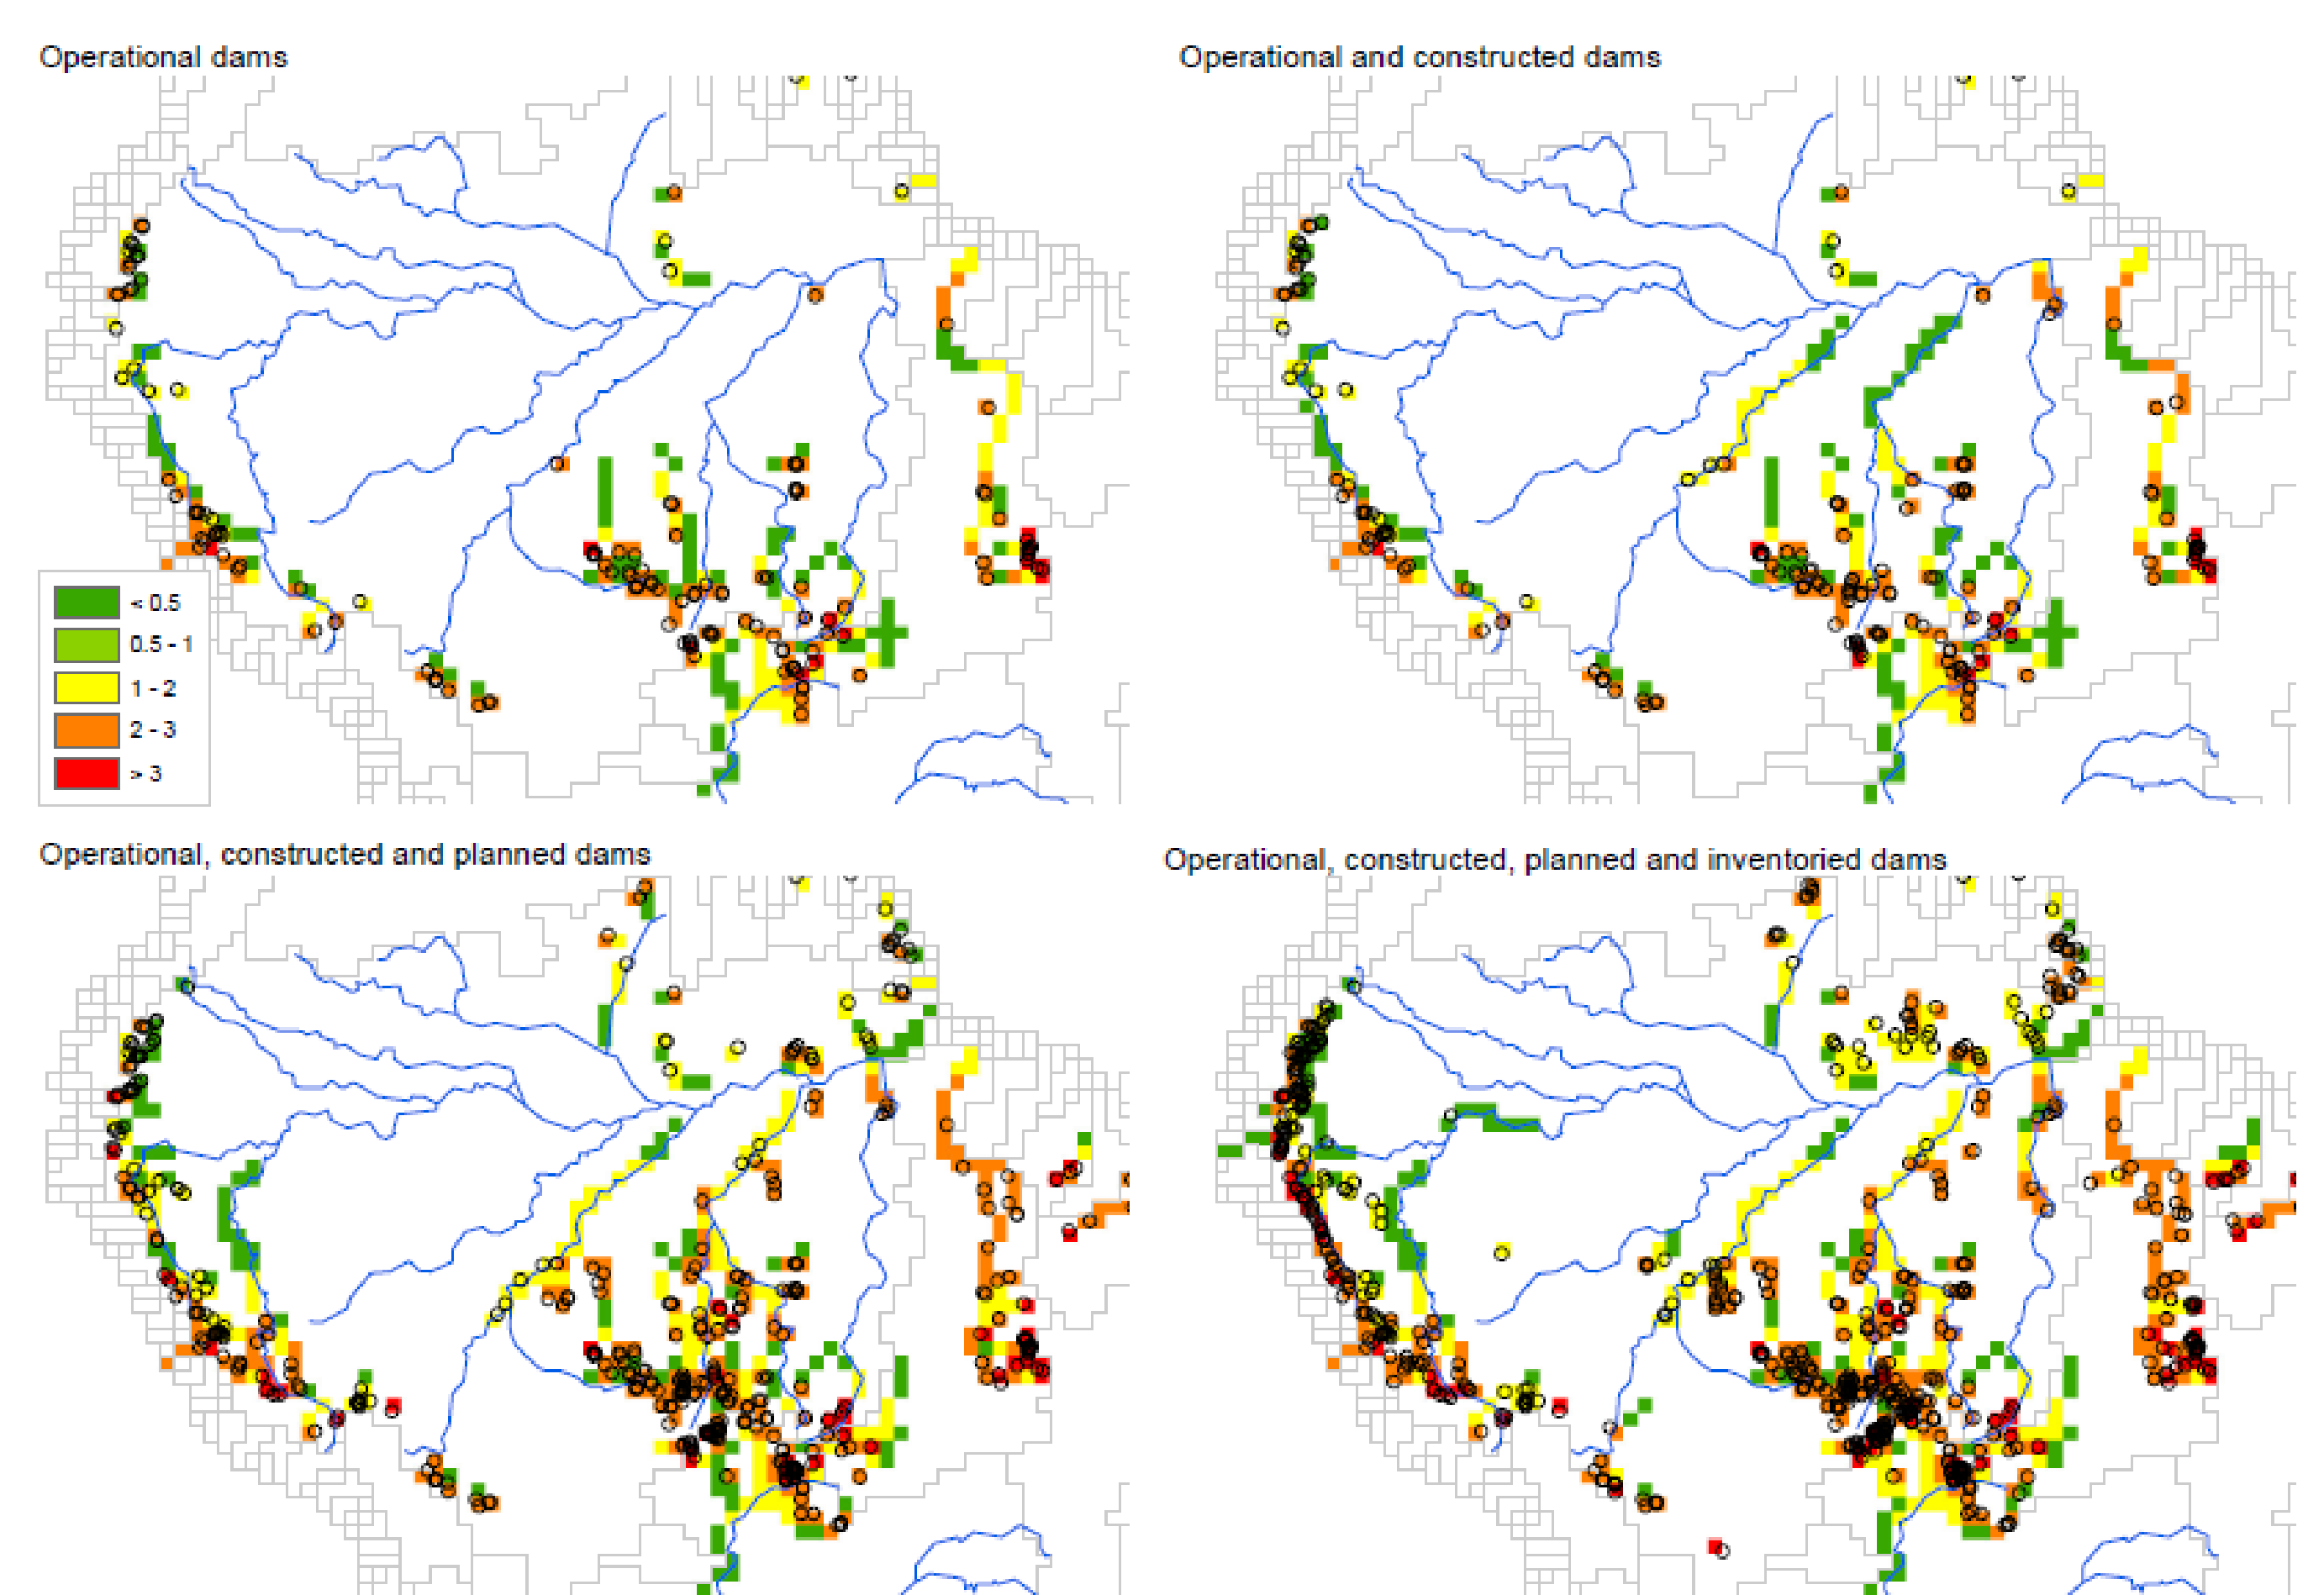 Operational dams
Operational and constructed dams
< 0.5
0.5 - 1
1 - 2
2 - 3
> 3
Operational, constructed and planned dams
Operational, constructed, planned and inventoried dams